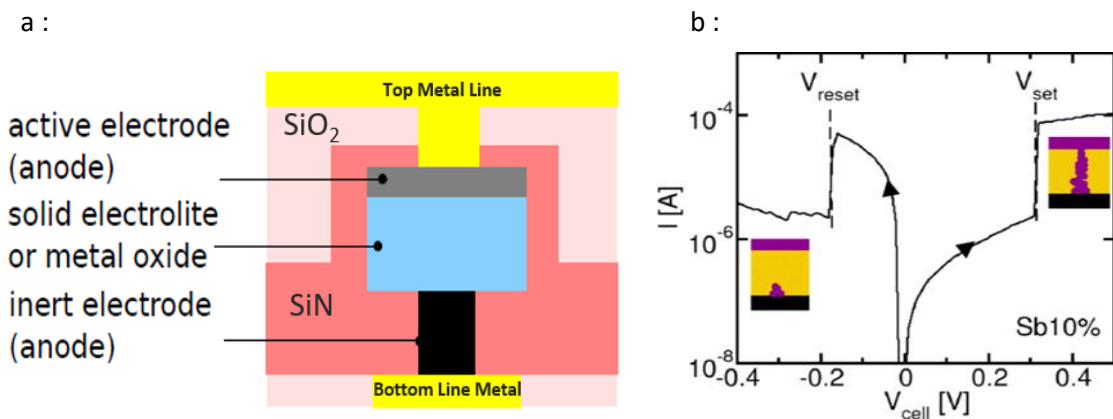 a :
Top Metal Line
active electrode
(anode)
SiO2
solid electrolite
or metal oxide
SiN
inert electrode
(anode)
Bottom Line Metal
b :
Vreset
Vset
10-4
I [A]
10-6
Sb10%
10-8
-0.4 -0.2 0 0.2 0.4
Vcell [V]